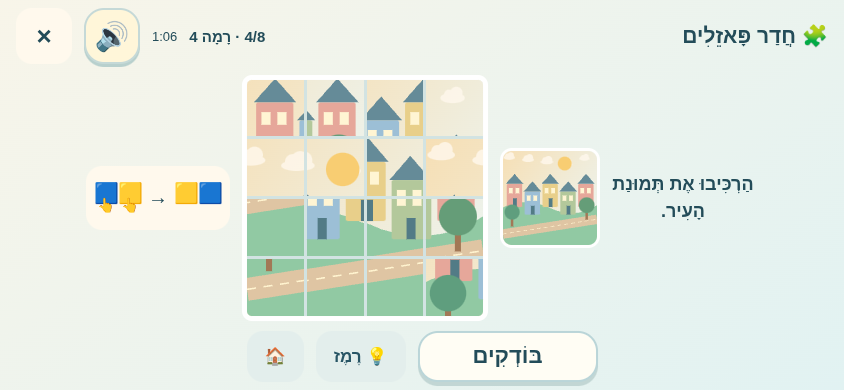 חֲדַר פָּאזֵלִים
רָמָה 4 · 4/8
1:06
✕
הַרְכִּיבוּ אֶת תְּמוּנַת
הָעִיר.
בּוֹדְקִים
רֶמֶז